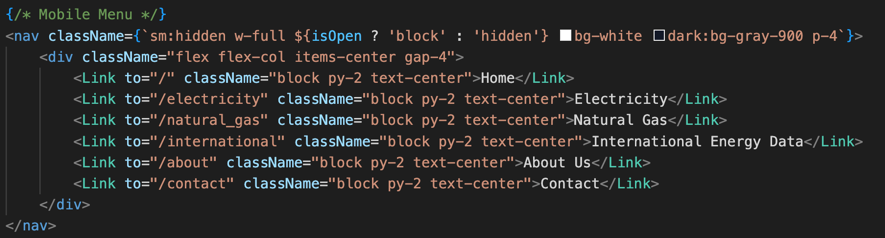 {/* Mobile Menu */}
<nav className={`sm:hidden w-full ${isOpen ? 'block' : 'hidden'} bg-white dark:bg-gray-900 p-4`}>
    <div className="flex flex-col items-center gap-4">
        <Link to="/" className="block py-2 text-center">Home</Link>
        <Link to="/electricity" className="block py-2 text-center">Electricity</Link>
        <Link to="/natural_gas" className="block py-2 text-center">Natural Gas</Link>
        <Link to="/international" className="block py-2 text-center">International Energy Data</Link>
        <Link to="/about" className="block py-2 text-center">About Us</Link>
        <Link to="/contact" className="block py-2 text-center">Contact</Link>
    </div>
</nav>